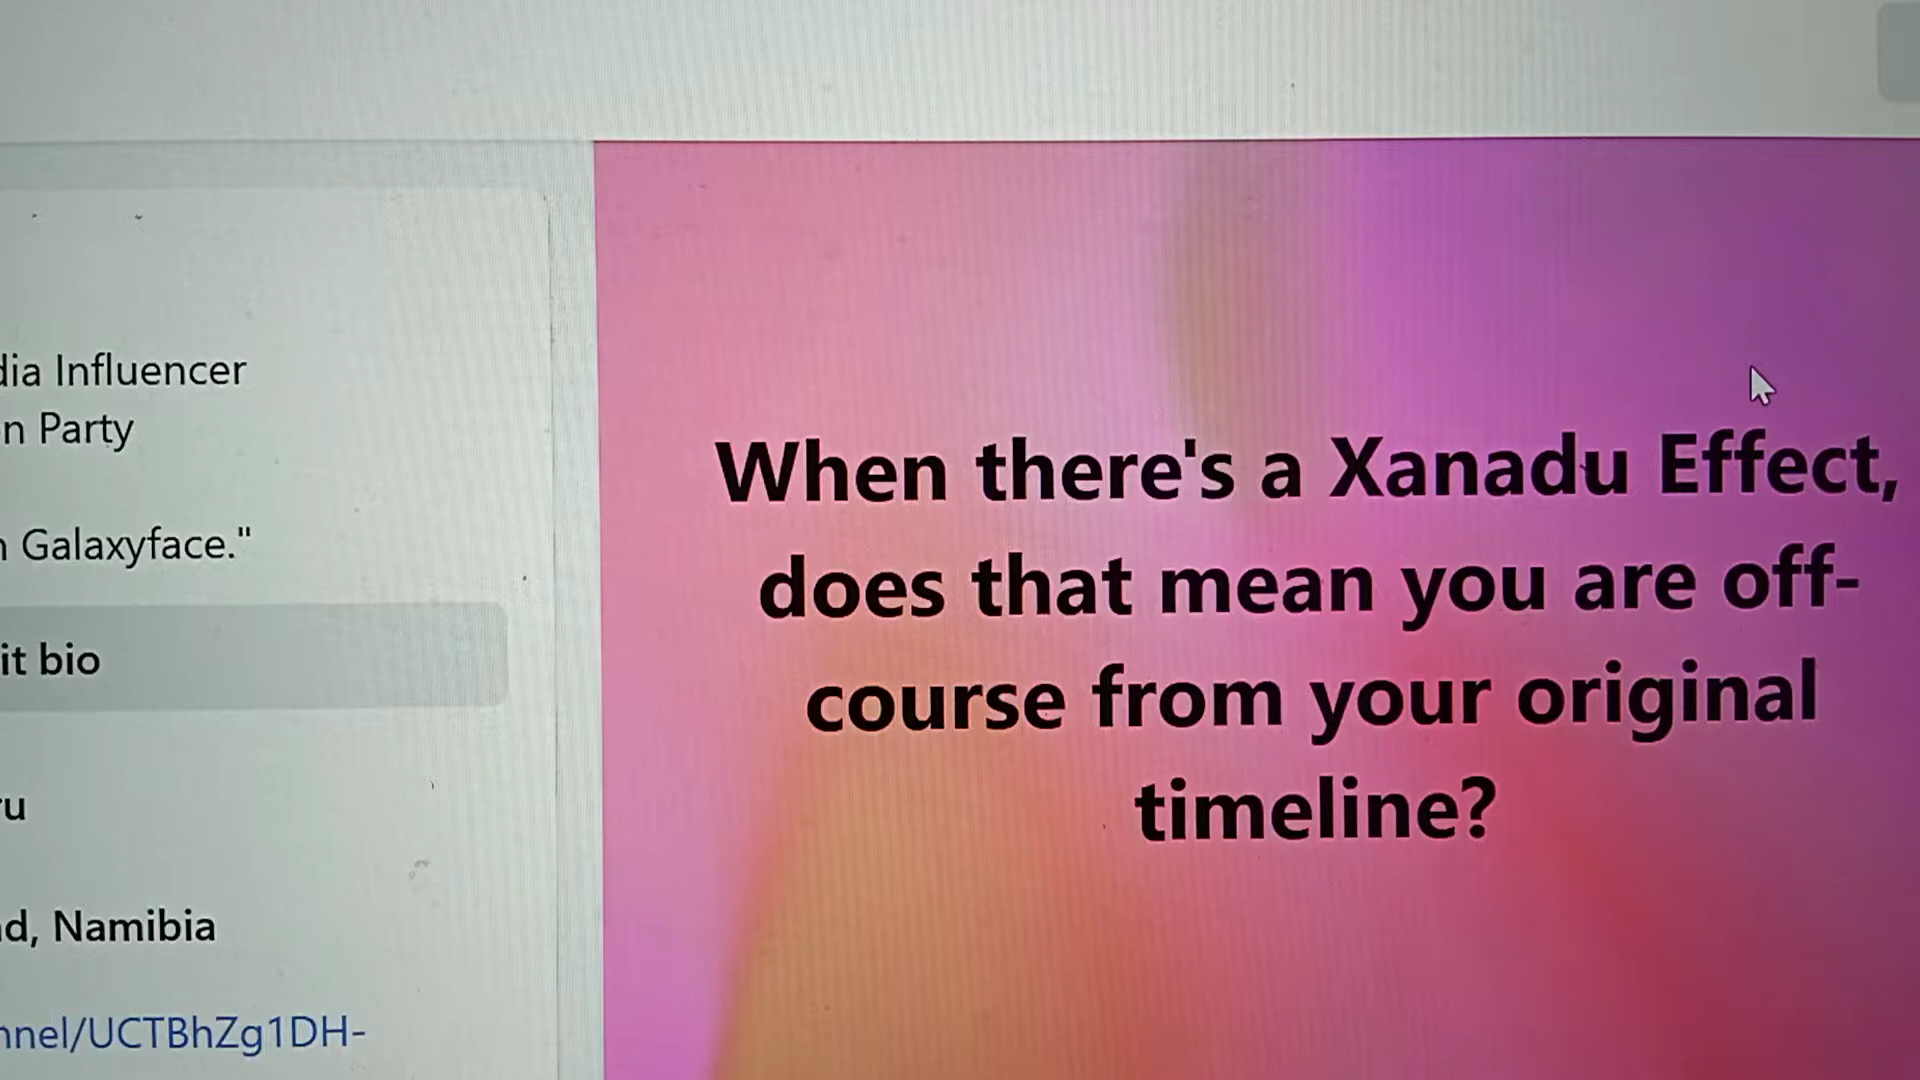 dia Influencer
n Party
Galaxyface."
it bio
ru
d, Namibia
nnel/UCTBhZg1DH-
When there's a Xanadu Effect,
does that mean you are off-
course from your original
timeline?